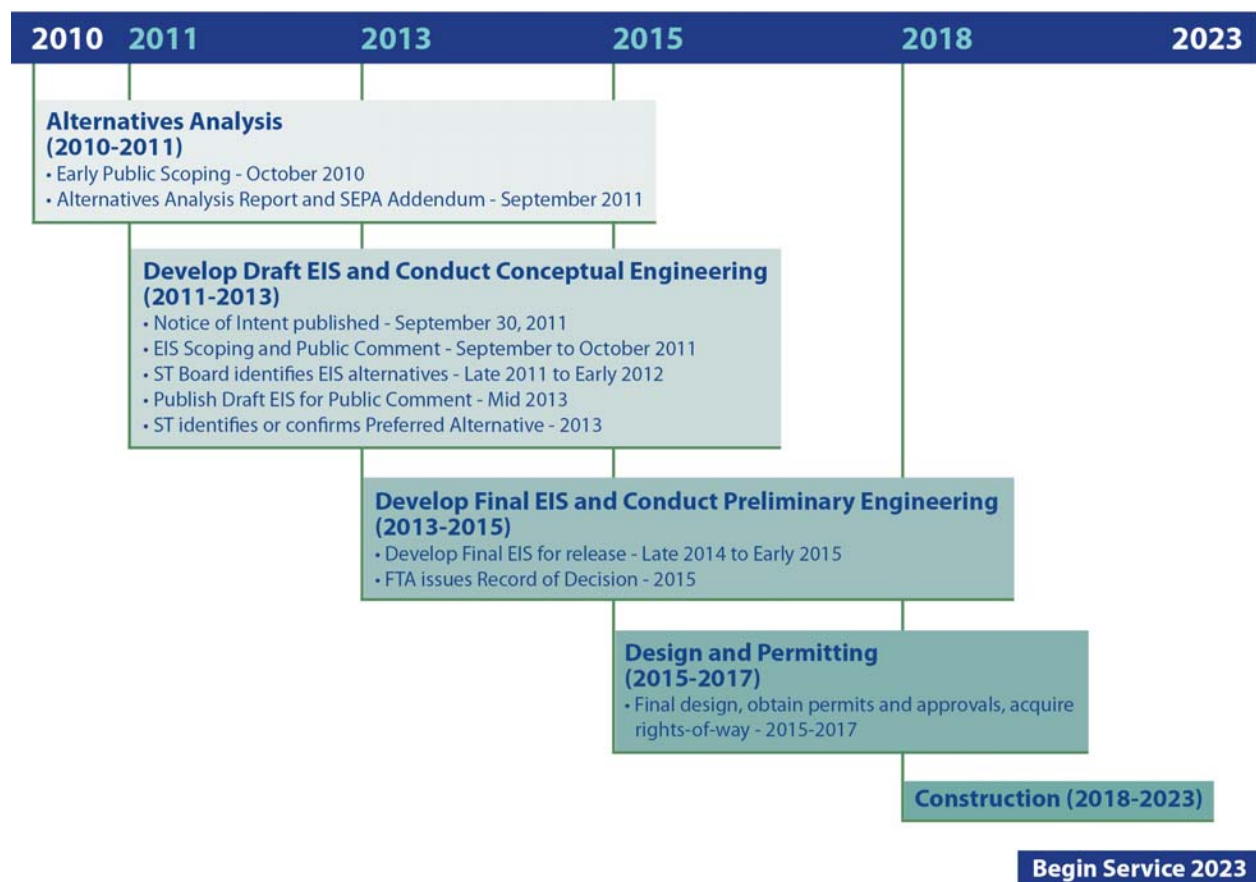 2010 2011 2013 2015 2018 2023
Alternatives Analysis
(2010-2011)
• Early Public Scoping - October 2010
• Alternatives Analysis Report and SEPA Addendum - September 2011
Develop Draft EIS and Conduct Conceptual Engineering
(2011-2013)
• Notice of Intent published - September 30, 2011
• EIS Scoping and Public Comment - September to October 2011
• ST Board identifies EIS alternatives - Late 2011 to Early 2012
• Publish Draft EIS for Public Comment - Mid 2013
• ST identifies or confirms Preferred Alternative - 2013
Develop Final EIS and Conduct Preliminary Engineering
(2013-2015)
• Develop Final EIS for release - Late 2014 to Early 2015
• FTA issues Record of Decision - 2015
Design and Permitting
(2015-2017)
• Final design, obtain permits and approvals, acquire
rights-of-way - 2015-2017
Construction (2018-2023)
Begin Service 2023